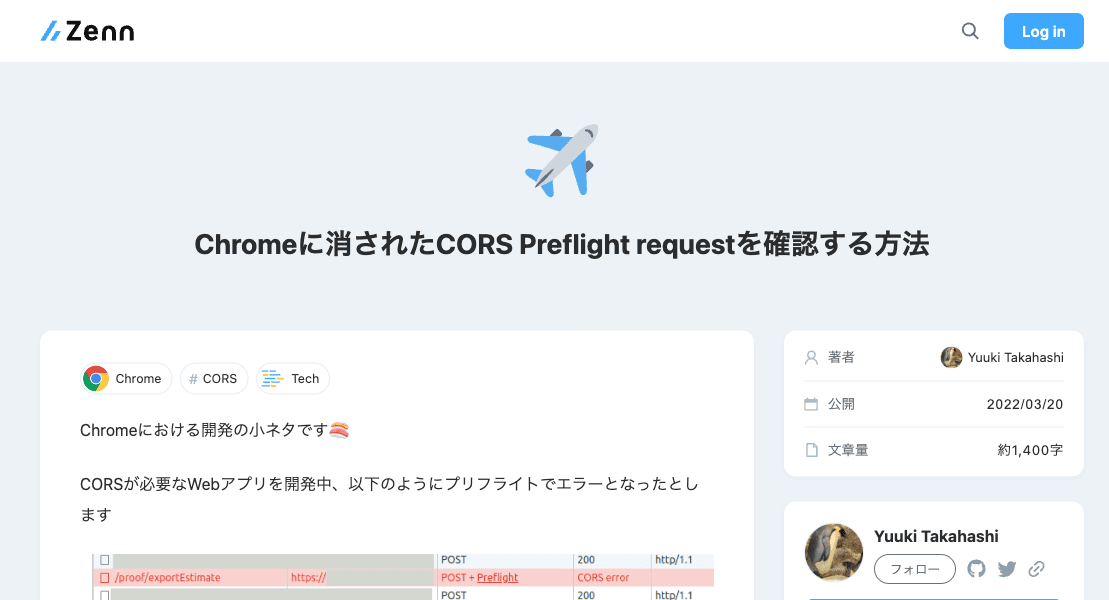 Zenn
Log in
Chromeに消されたCORS Preflight requestを確認する方法
Chrome
# CORS
Tech
Chromeにおける開発の小ネタです🍣
CORSが必要なWebアプリを開発中、以下のようにプリフライトでエラーとなったとし
ます
POST 200 http/1.1
/proof/exportEstimate https:// POST + Preflight CORS error
POST 200 http/1.1
著者 Yuuki Takahashi
公開 2022/03/20
文章量 約1,400字
Yuuki Takahashi
フォロー